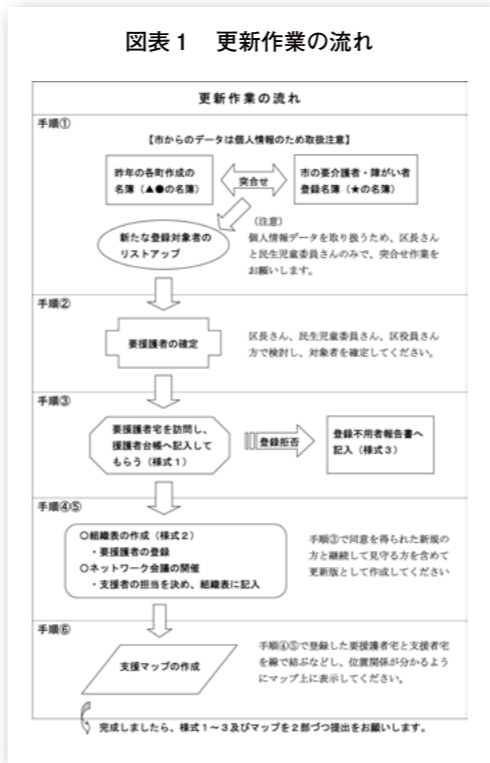 図表1 更新作業の流れ
更新作業の流れ
手順①
【市からのデータは個人情報のため取扱注意】
昨年の各町作成の
名簿（▲●の名簿）
突合せ
市の要介護者・障がい者
登録名簿（★の名簿）
新たな登録対象者の
リストアップ
（注意）
個人情報データを取り扱うため、区長さん
と民生児童委員さんのみで、突合せ作業を
お願いします。
手順②
要援護者の確定
区長さん、民生児童委員さん、区役員さん
方で検討し、対象者を確定してください。
手順③
要援護者宅を訪問し、
援護者台帳へ記入して
もらう（様式1）
登録拒否
登録不用者報告書へ
記入（様式3）
手順④⑤
〇組織表の作成（様式2）
・要援護者の登録
〇ネットワーク会議の開催
・支援者の担当を決め、組織表に記入
手順③で同意を得られた新規の
方と継続して見守る方を含めて
更新版として作成してください
手順⑥
支援マップの作成
手順④⑤で登録した要援護者宅と支援者宅
を線で結ぶなどし、位置関係が分かるよう
にマップ上に表示してください。
完成しましたら、様式1～3及びマップを2部づつ提出をお願いします。